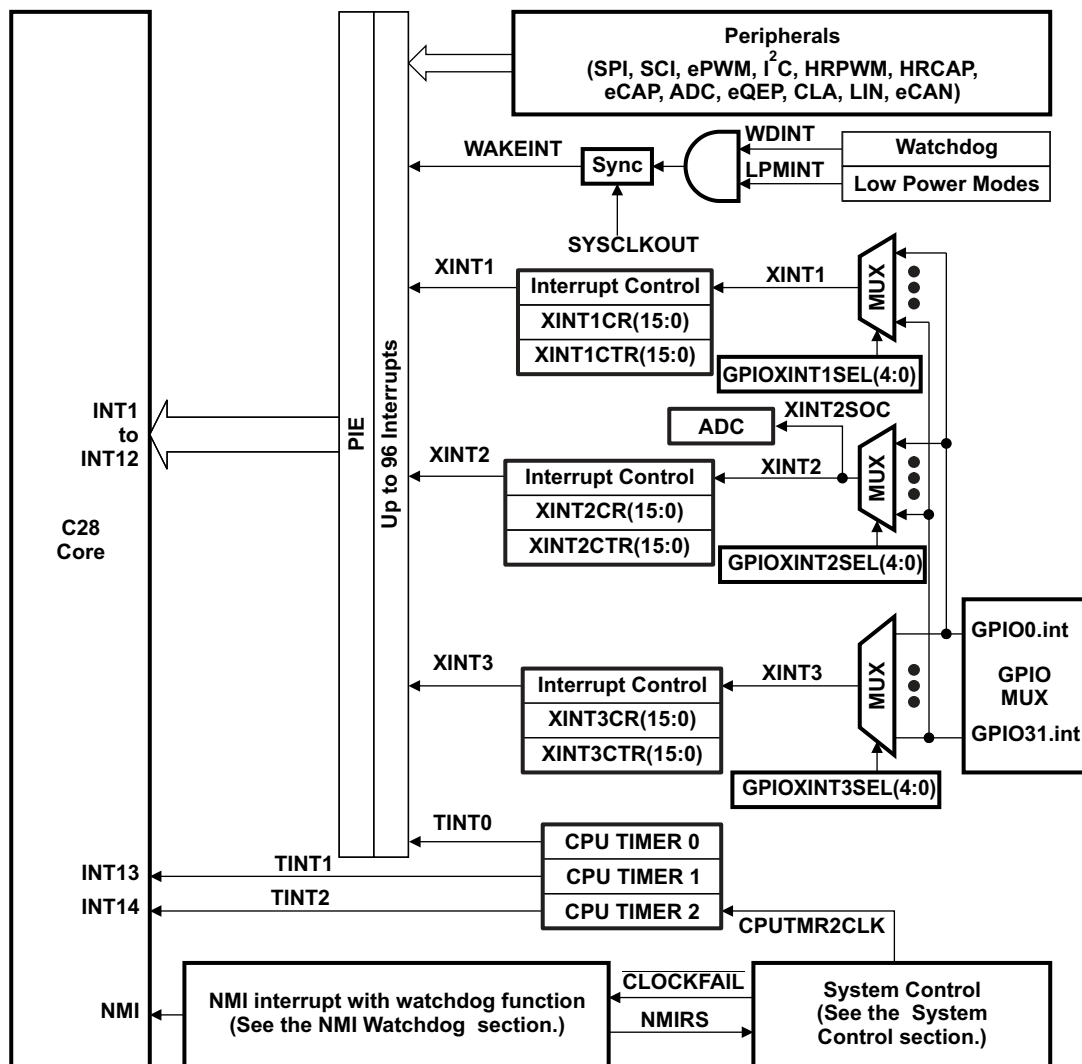 Peripherals
(SPI, SCI, ePWM, I²C, HRPWM, HRCAP,
eCAP, ADC, eQEP, CLA, LIN, eCAN)
WDINT
WAKEINT
Sync
Watchdog
LPMINT
Low Power Modes
SYSCLKOUT
XINT1
Interrupt Control
XINT1CR(15:0)
XINT1CTR(15:0)
XINT1
MUX
GPIOXINT1SEL(4:0)
INT1
to
INT12
C28
Core
PIE
Up to 96 Interrupts
ADC
XINT2SOC
XINT2
Interrupt Control
XINT2CR(15:0)
XINT2CTR(15:0)
XINT2
MUX
GPIOXINT2SEL(4:0)
XINT3
Interrupt Control
XINT3CR(15:0)
XINT3CTR(15:0)
XINT3
MUX
GPIOXINT3SEL(4:0)
GPIO0.int
GPIO
MUX
GPIO31.int
TINT0
CPU TIMER 0
INT13
TINT1
CPU TIMER 1
INT14
TINT2
CPU TIMER 2
CPUTMR2CLK
NMI
NMI interrupt with watchdog function
(See the NMI Watchdog section.)
CLOCKFAIL
NMIRS
System Control
(See the System
Control section.)